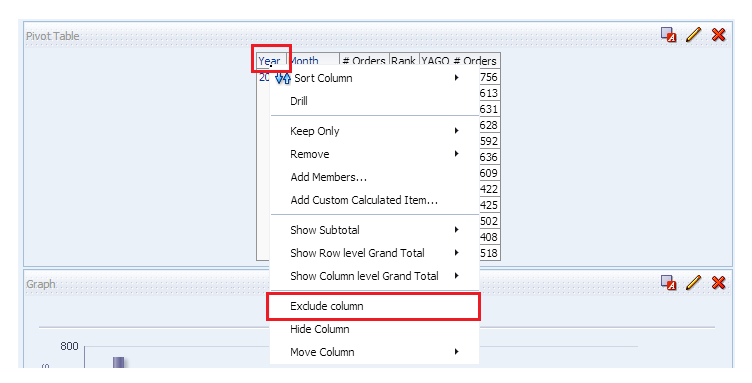 Pivot Table
Year Month # Orders Rank YAGO # Orders
20 756
Sort Column
613
Drill
631
628
Keep Only
592
Remove
636
Add Members...
609
422
Add Custom Calculated Item...
425
502
Show Subtotal
408
Show Row level Grand Total
518
Show Column level Grand Total
Graph
Exclude column
Hide Column
800
Move Column